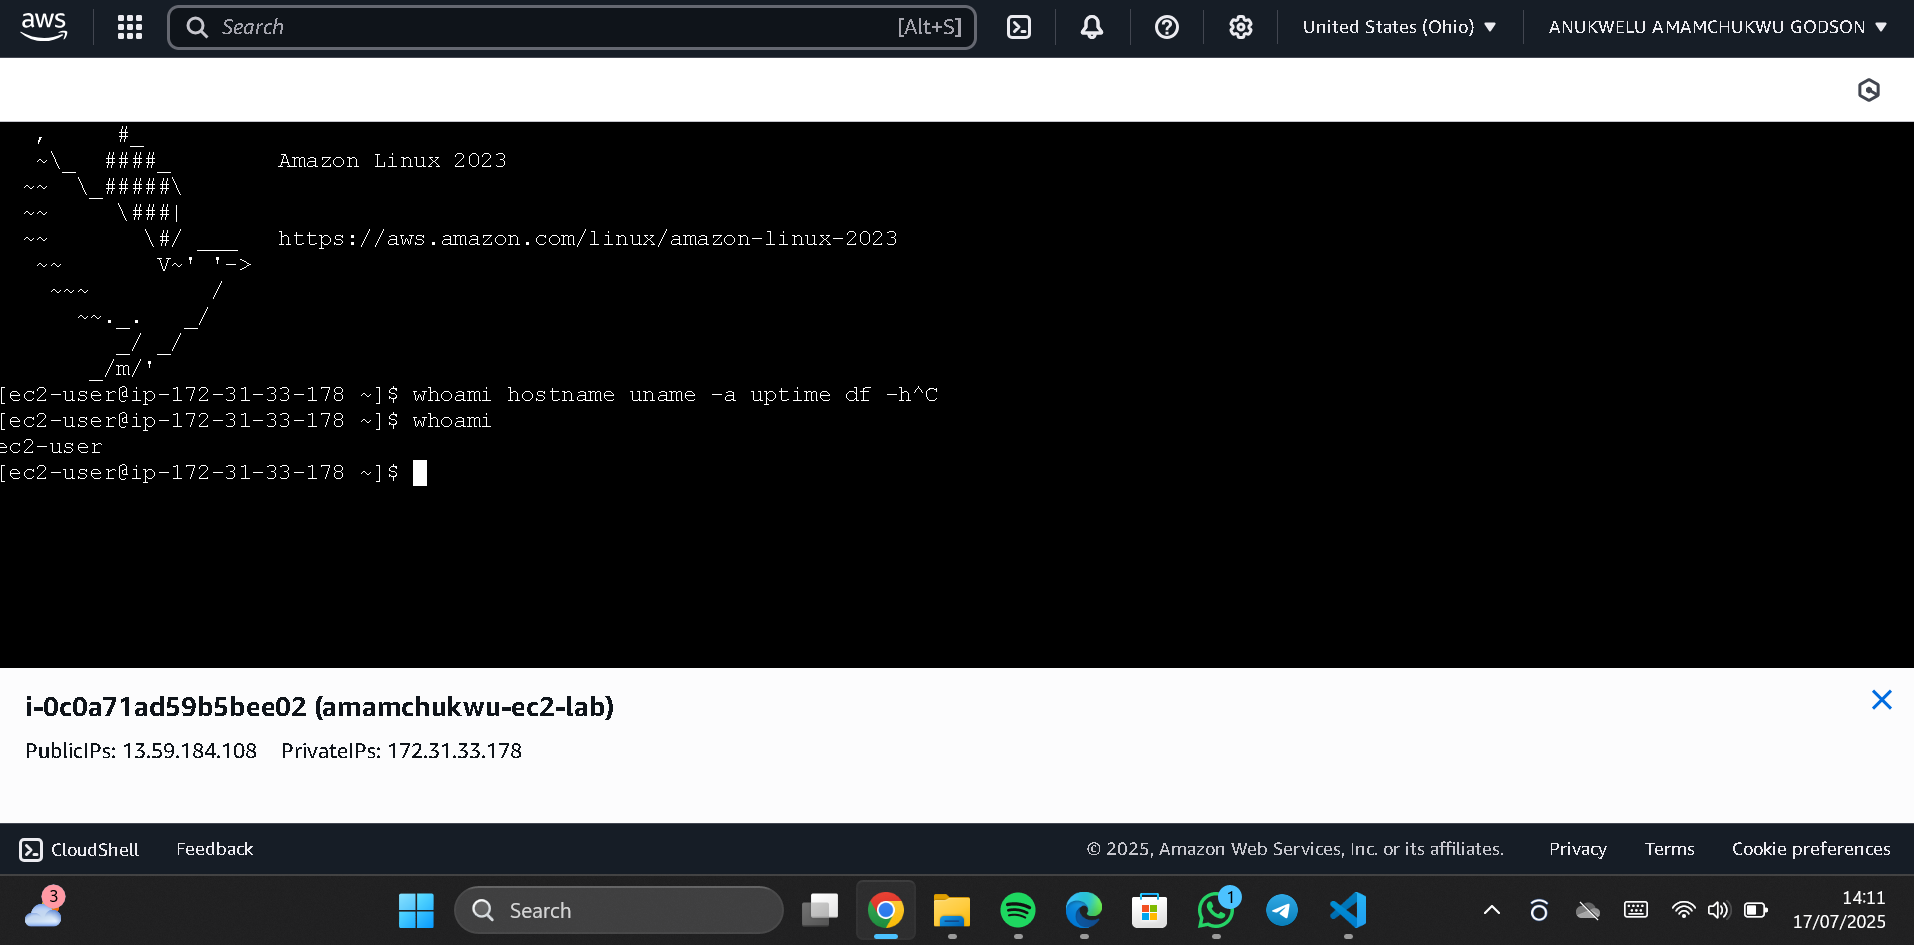 aws
Search [Alt+S] United States (Ohio) ANUKWELU AMAMCHUKWU GODSON
   ,      #_
   ~\_  ####_        Amazon Linux 2023
  ~~  \_#####\
  ~~     \###|
  ~~       \#/ ___   https://aws.amazon.com/linux/amazon-linux-2023
   ~~       V~' '->
    ~~~         /
      ~~._.   _/
         _/ _/
       _/m/'
[ec2-user@ip-172-31-33-178 ~]$ whoami hostname uname -a uptime df -h^C
[ec2-user@ip-172-31-33-178 ~]$ whoami
ec2-user
[ec2-user@ip-172-31-33-178 ~]$
i-0c0a71ad59b5bee02 (amamchukwu-ec2-lab)
PublicIPs: 13.59.184.108 PrivateIPs: 172.31.33.178
CloudShell Feedback © 2025, Amazon Web Services, Inc. or its affiliates. Privacy Terms Cookie preferences
3 Search 1 14:11
17/07/2025